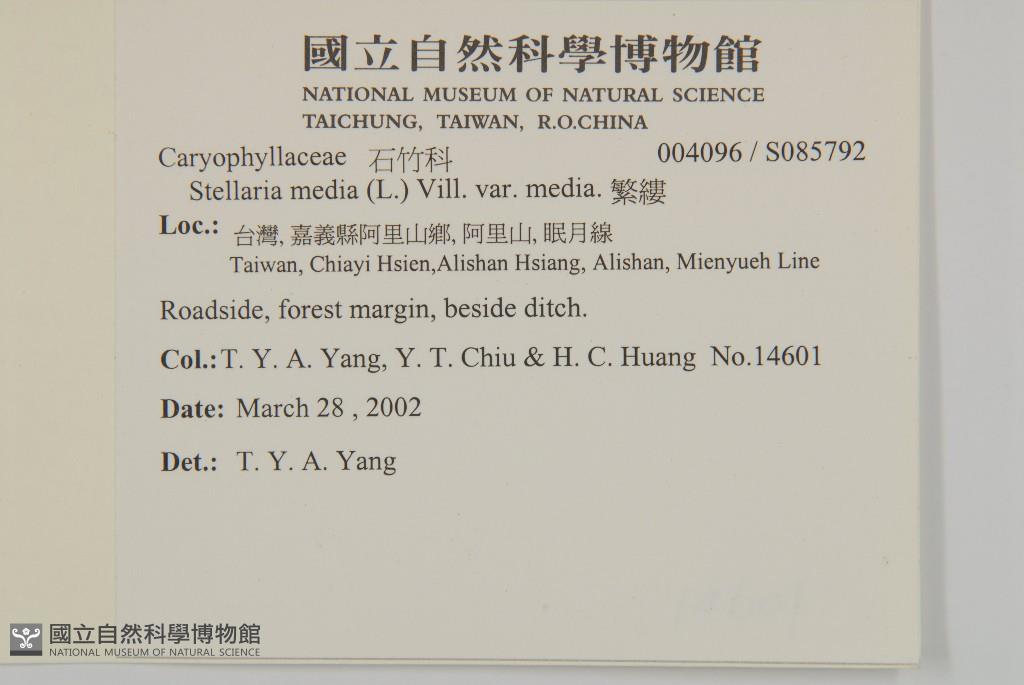 國立自然科學博物館
NATIONAL MUSEUM OF NATURAL SCIENCE
TAICHUNG, TAIWAN, R.O.CHINA
Caryophyllaceae 石竹科 004096 / S085792
Stellaria media (L.) Vill. var. media. 繁縷
Loc.: 台灣, 嘉義縣阿里山鄉, 阿里山, 眠月線
Taiwan, Chiayi Hsien,Alishan Hsiang, Alishan, Mienyueh Line
Roadside, forest margin, beside ditch.
Col.: T. Y. A. Yang, Y. T. Chiu & H. C. Huang No.14601
Date: March 28 , 2002
Det.: T. Y. A. Yang
國立自然科學博物館
NATIONAL MUSEUM OF NATURAL SCIENCE